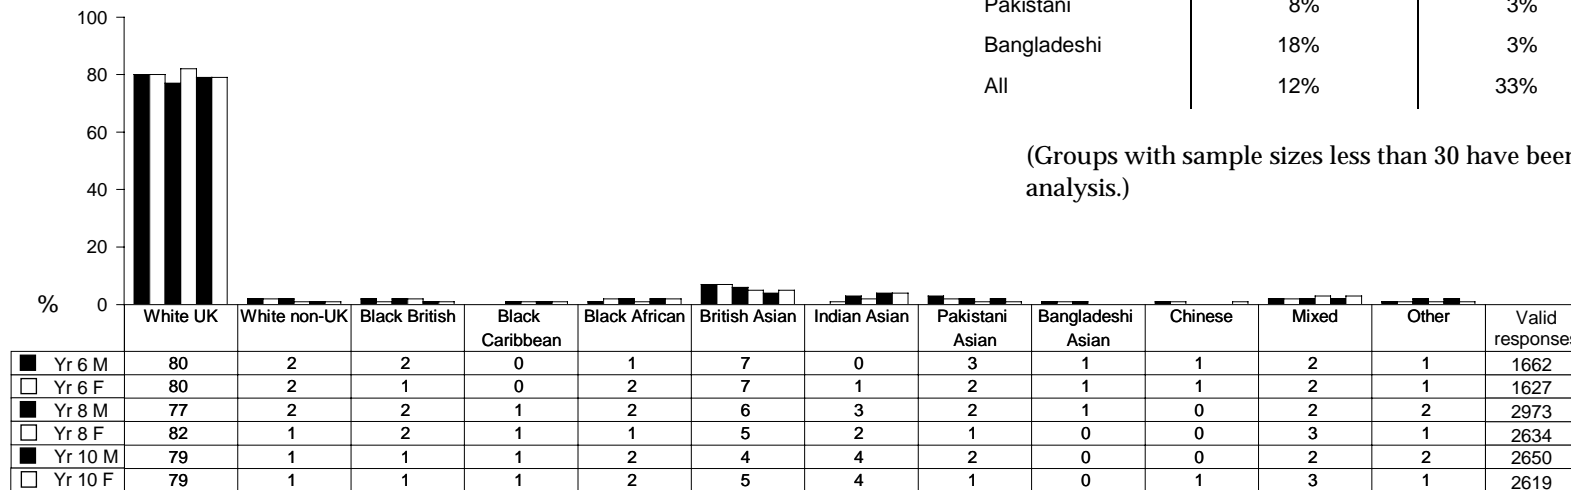 Pakistani 8% 3%
Bangladeshi 18% 3%
All 12% 33%
(Groups with sample sizes less than 30 have been
analysis.)
100
80
60
40
20
% 0
White UK White non-UK Black British Black Caribbean Black African British Asian Indian Asian Pakistani Asian Bangladeshi Asian Chinese Mixed Other Valid responses
Yr 6 M 80 2 2 0 1 7 0 3 1 1 2 1 1662
Yr 6 F 80 2 1 0 2 7 1 2 1 1 2 1 1627
Yr 8 M 77 2 2 1 2 6 3 2 1 0 2 2 2973
Yr 8 F 82 1 2 1 1 5 2 1 0 0 3 1 2634
Yr 10 M 79 1 1 1 2 4 4 2 0 0 2 2 2650
Yr 10 F 79 1 1 1 2 5 4 1 0 1 3 1 2619